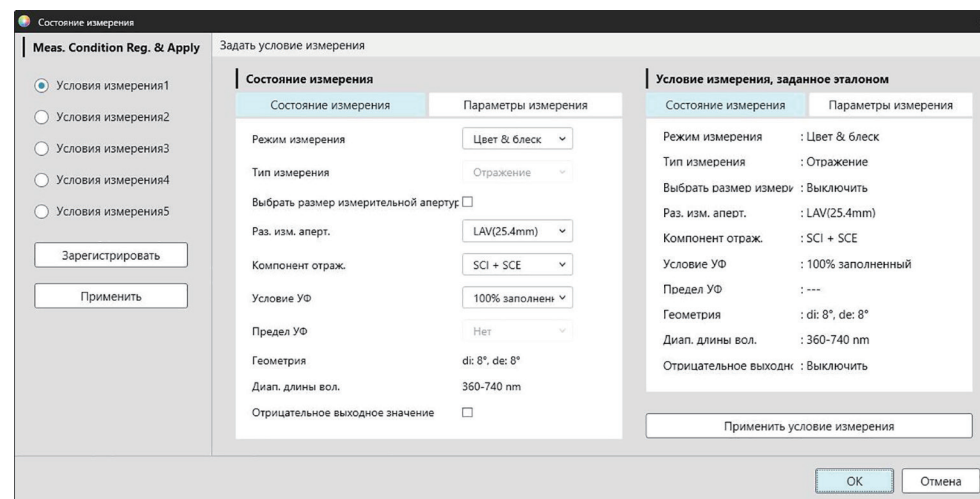 Состояние измерения
Meas. Condition Reg. & Apply
Условия измерения1
Условия измерения2
Условия измерения3
Условия измерения4
Условия измерения5
Зарегистрировать
Применить
Задать условие измерения
Состояние измерения
Состояние измерения Параметры измерения
Режим измерения Цвет & блеск
Тип измерения Отражение
Выбрать размер измерительной апертур
Раз. изм. аперт. LAV(25.4mm)
Компонент отраж. SCI + SCE
Условие УФ 100% заполненн
Предел УФ Нет
Геометрия di: 8°, de: 8°
Диап. длины вол. 360-740 nm
Отрицательное выходное значение
Условие измерения, заданное эталоном
Состояние измерения Параметры измерения
Режим измерения : Цвет & блеск
Тип измерения : Отражение
Выбрать размер измери : Выключить
Раз. изм. аперт. : LAV(25.4mm)
Компонент отраж. : SCI + SCE
Условие УФ : 100% заполненный
Предел УФ : ---
Геометрия : di: 8°, de: 8°
Диап. длины вол. : 360-740 nm
Отрицательное выходно : Выключить
Применить условие измерения
OK Отмена